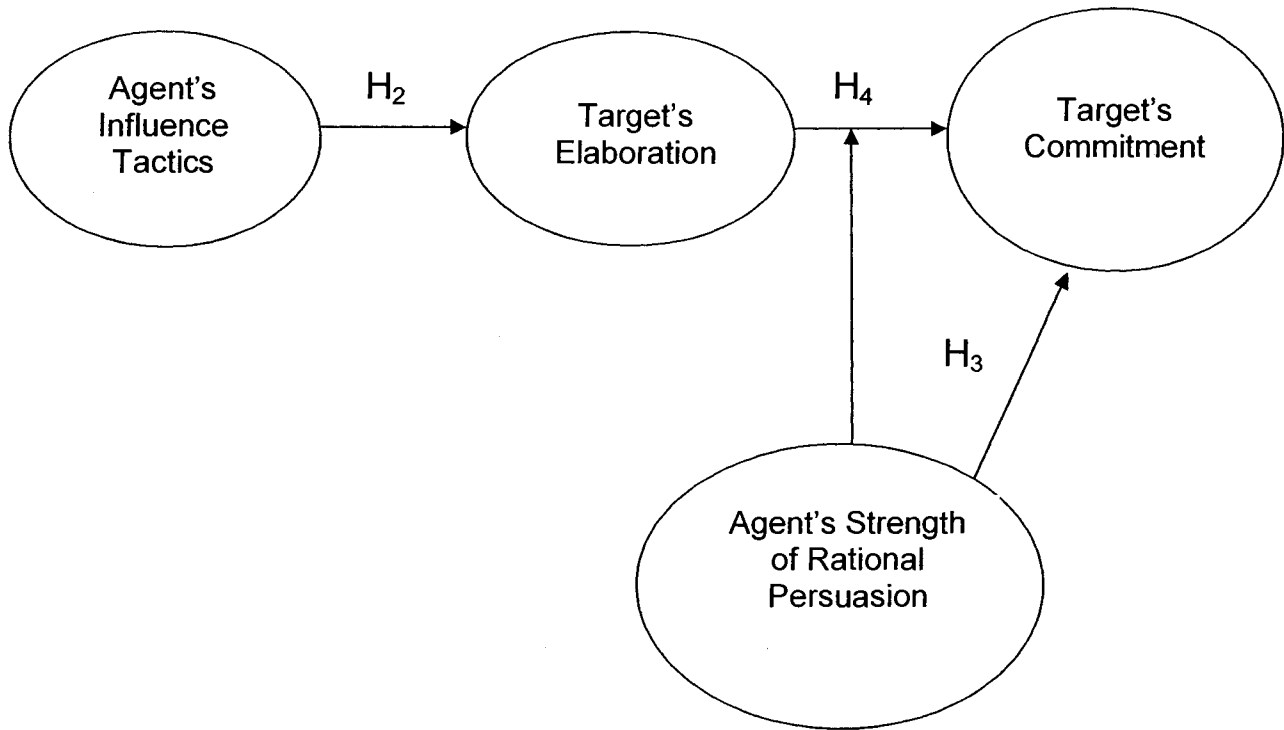 Agent's
Influence
Tactics
H₂
Target's
Elaboration
H₄
Target's
Commitment
H₃
Agent's Strength
of Rational
Persuasion